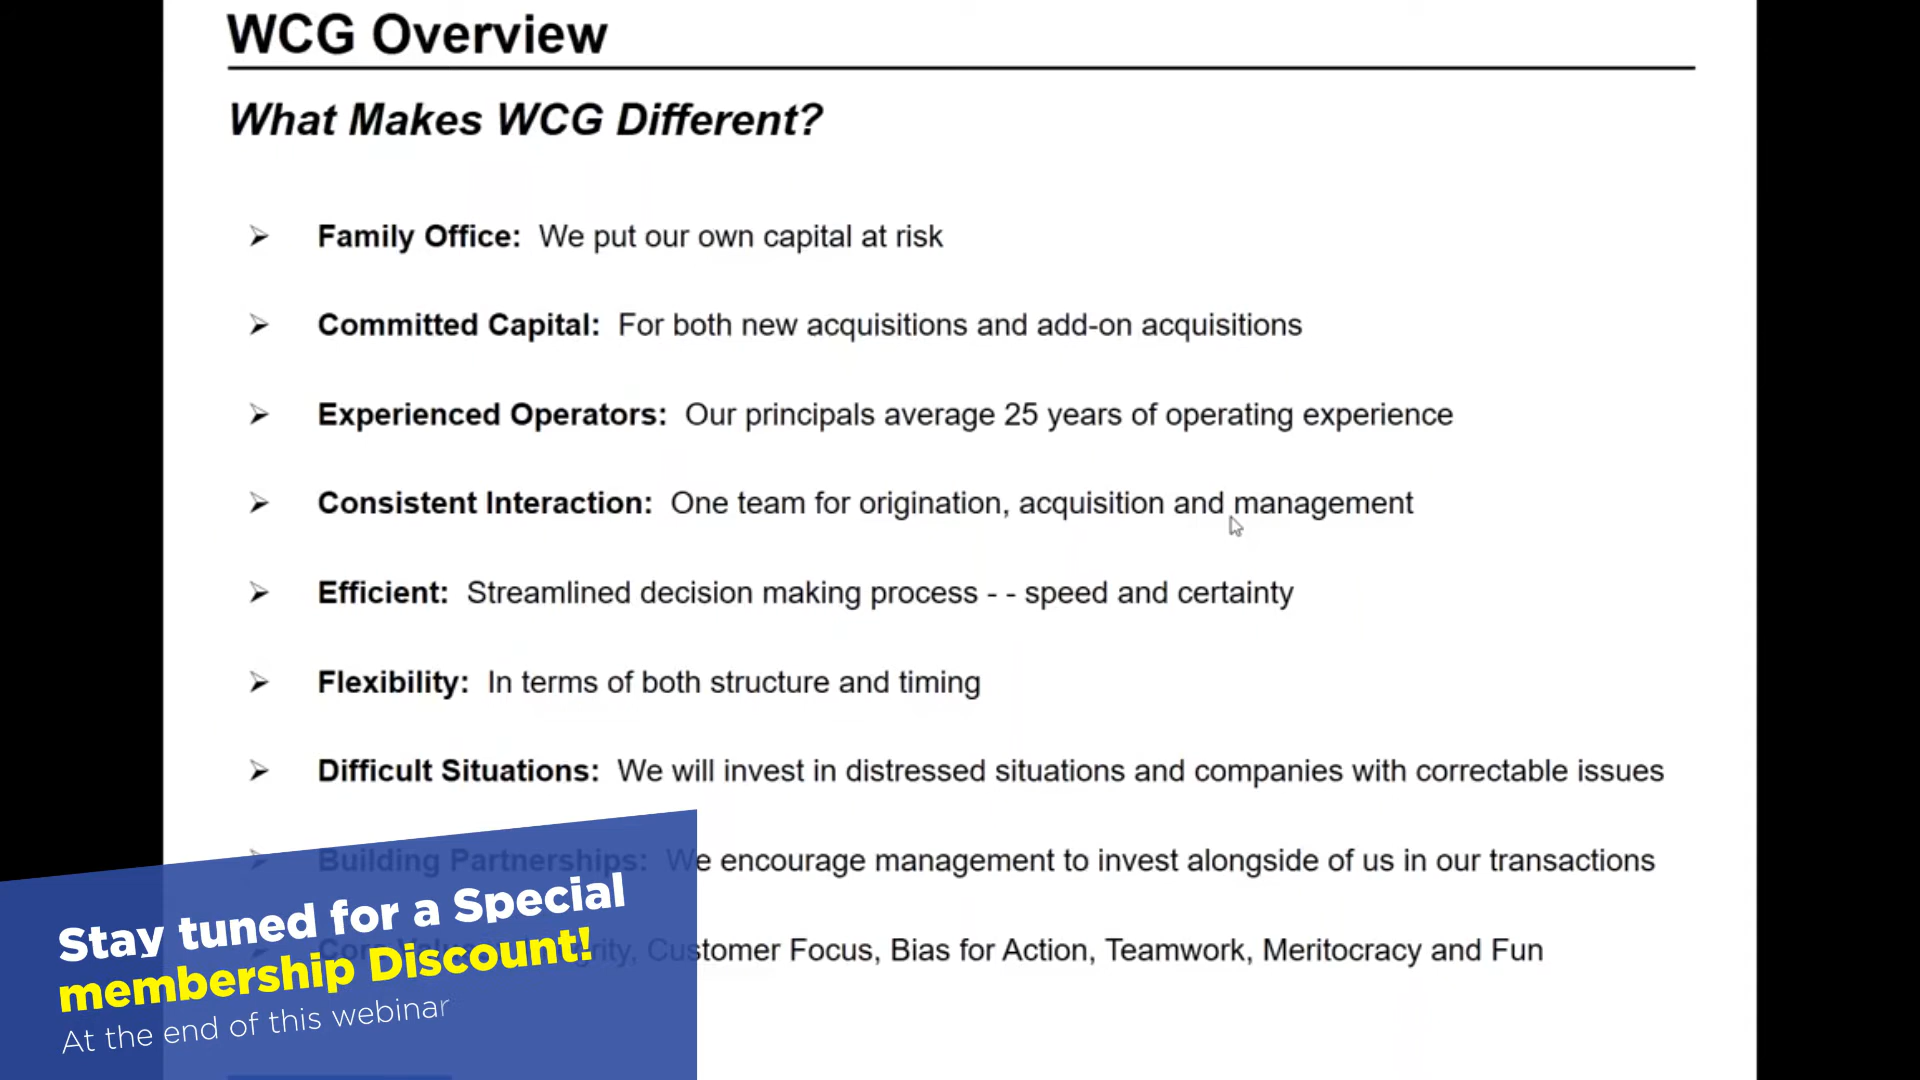 WCG Overview
What Makes WCG Different?
➢ Family Office: We put our own capital at risk
➢ Committed Capital: For both new acquisitions and add-on acquisitions
➢ Experienced Operators: Our principals average 25 years of operating experience
➢ Consistent Interaction: One team for origination, acquisition and management
➢ Efficient: Streamlined decision making process - - speed and certainty
➢ Flexibility: In terms of both structure and timing
➢ Difficult Situations: We will invest in distressed situations and companies with correctable issues
➢ Building Partnerships: We encourage management to invest alongside of us in our transactions
Customer Focus, Bias for Action, Teamwork, Meritocracy and Fun
Stay tuned for a Special
membership Discount!
At the end of this webinar